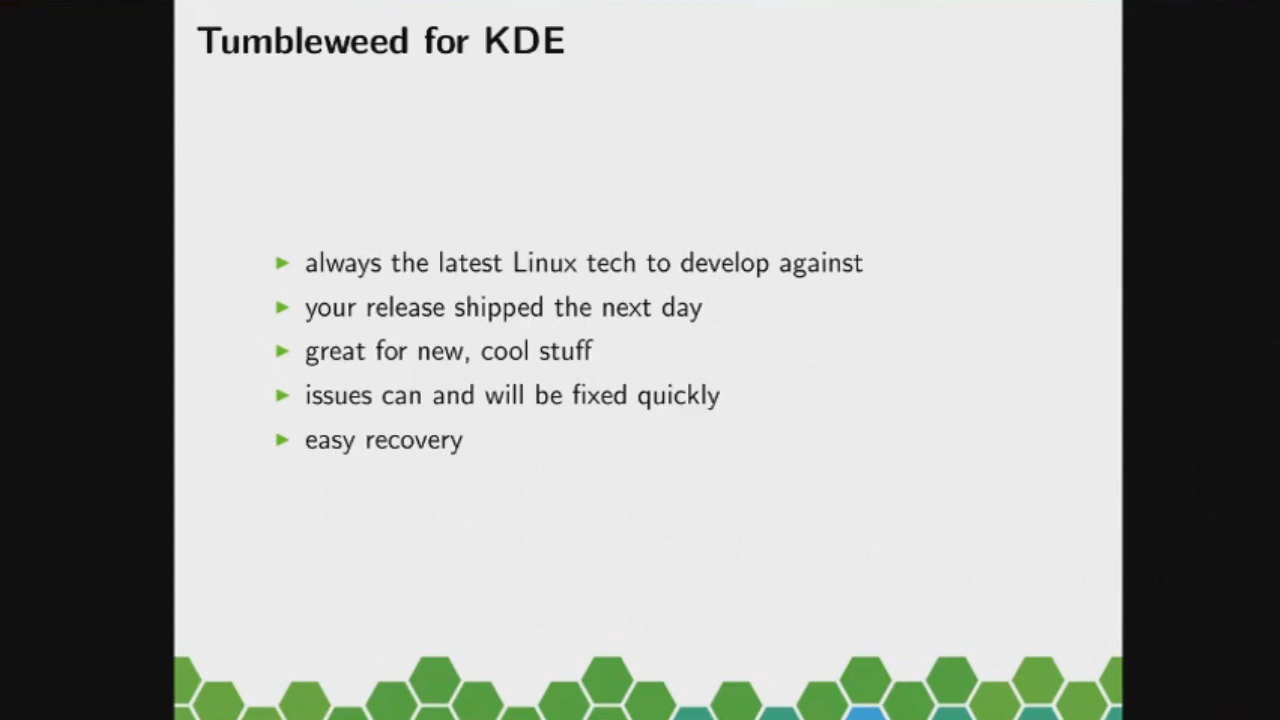 Tumbleweed for KDE
always the latest Linux tech to develop against
your release shipped the next day
great for new, cool stuff
issues can and will be fixed quickly
easy recovery